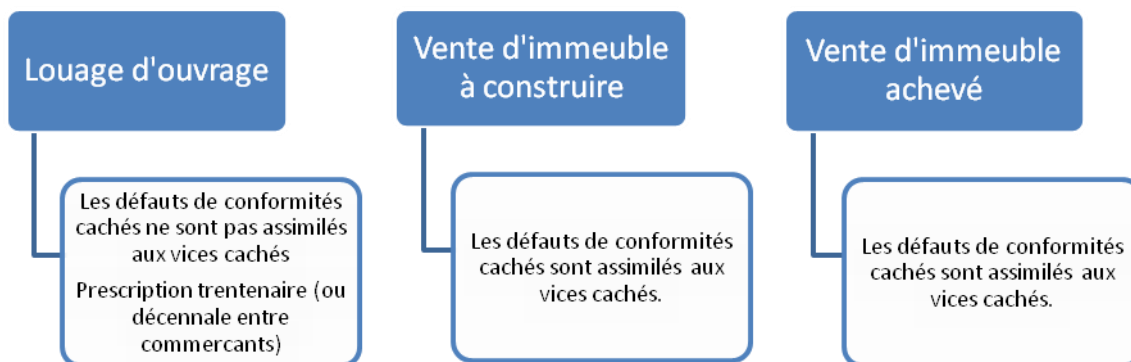 Louage d'ouvrage
Les défauts de conformités
cachés ne sont pas assimilés
aux vices cachés
Prescription trentenaire (ou
décennale entre
commercants)
Vente d'immeuble
à construire
Les défauts de conformités
cachés sont assimilés aux
vices cachés.
Vente d'immeuble
achevé
Les défauts de conformités
cachés sont assimilés aux
vices cachés.